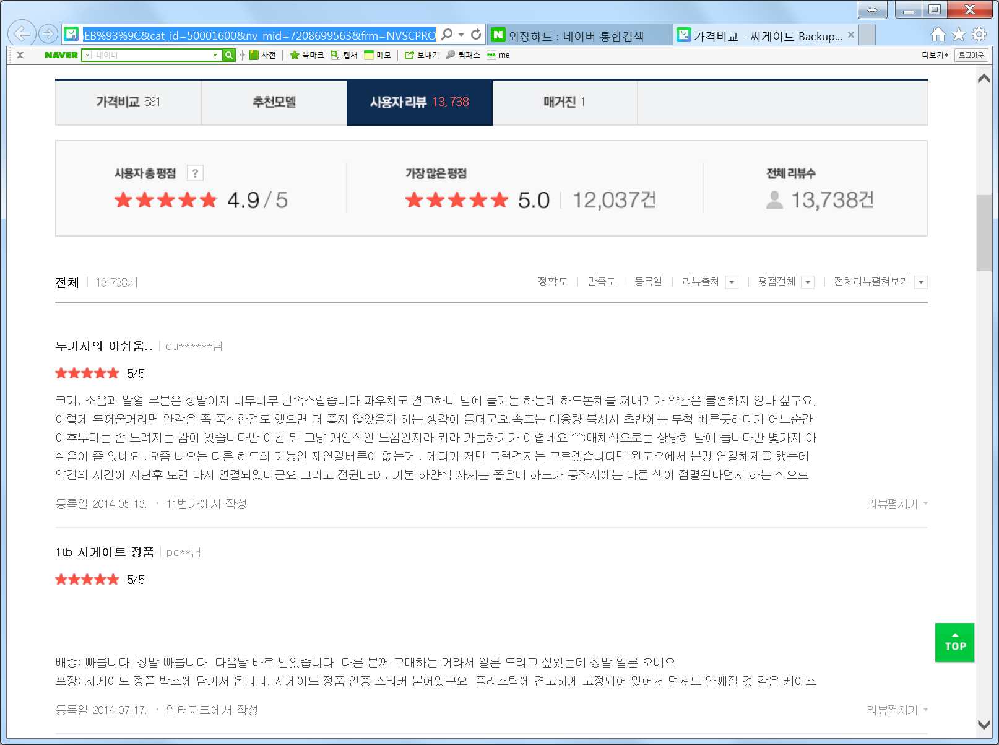 EB%93%9C&cat_id=50001600&nv_mid=7208699563&frm=NVSCPRO
외장하드 : 네이버 통합검색
가격비교 - 씨게이트 Backup...
X NAVER 네이버 사전 북마크 캡처 메모 보내기 퀵패스 me me 더보기+ 로그아웃
가격비교 581 추천모델 사용자 리뷰 13,738 매거진 1
사용자 총 평점 ? 가장 많은 평점 전체 리뷰수
4.9 / 5 5.0 12,037건 13,738건
전체 13,738개 정확도 만족도 등록일 리뷰출처 평점전체 전체리뷰펼쳐보기
두가지의 아쉬움.. du******님
5/5
크기, 소음과 발열 부분은 정말이지 너무너무 만족스럽습니다.파우치도 견고하니 맘에 들기는 하는데 하드본체를 꺼내기가 약간은 불편하지 않나 싶구요,
이렇게 두꺼울거라면 안감은 좀 푹신한걸로 했으면 더 좋지 않았을까 하는 생각이 들더군요.속도는 대용량 복사시 초반에는 무척 빠른듯하다가 어느순간
이후부터는 좀 느려지는 감이 있습니다만 이건 뭐 그냥 개인적인 느낌인지라 뭐라 가늠하기가 어렵네요 ^^;대체적으로는 상당히 맘에 듭니다만 몇가지 아
쉬움이 좀 있네요..요즘 나오는 다른 하드의 기능인 재연결버튼이 없는거.. 게다가 저만 그런건지는 모르겠습니다만 윈도우에서 분명 연결해제를 했는데
약간의 시간이 지난후 보면 다시 연결되있더군요.그리고 전원LED.. 기본 하얀색 자체는 좋은데 하드가 동작시에는 다른 색이 점멸된다던지 하는 식으로
등록일 2014.05.13. · 11번가에서 작성 리뷰펼치기
1tb 시게이트 정품 po**님
5/5
배송: 빠릅니다. 정말 빠릅니다. 다음날 바로 받았습니다. 다른 분꺼 구매하는 거라서 얼른 드리고 싶었는데 정말 얼른 오네요.
포장: 시게이트 정품 박스에 담겨서 옵니다. 시게이트 정품 인증 스티커 붙어있구요. 플라스틱에 견고하게 고정되어 있어서 던져도 안깨질 것 같은 케이스
등록일 2014.07.17. · 인터파크에서 작성 리뷰펼치기
TOP